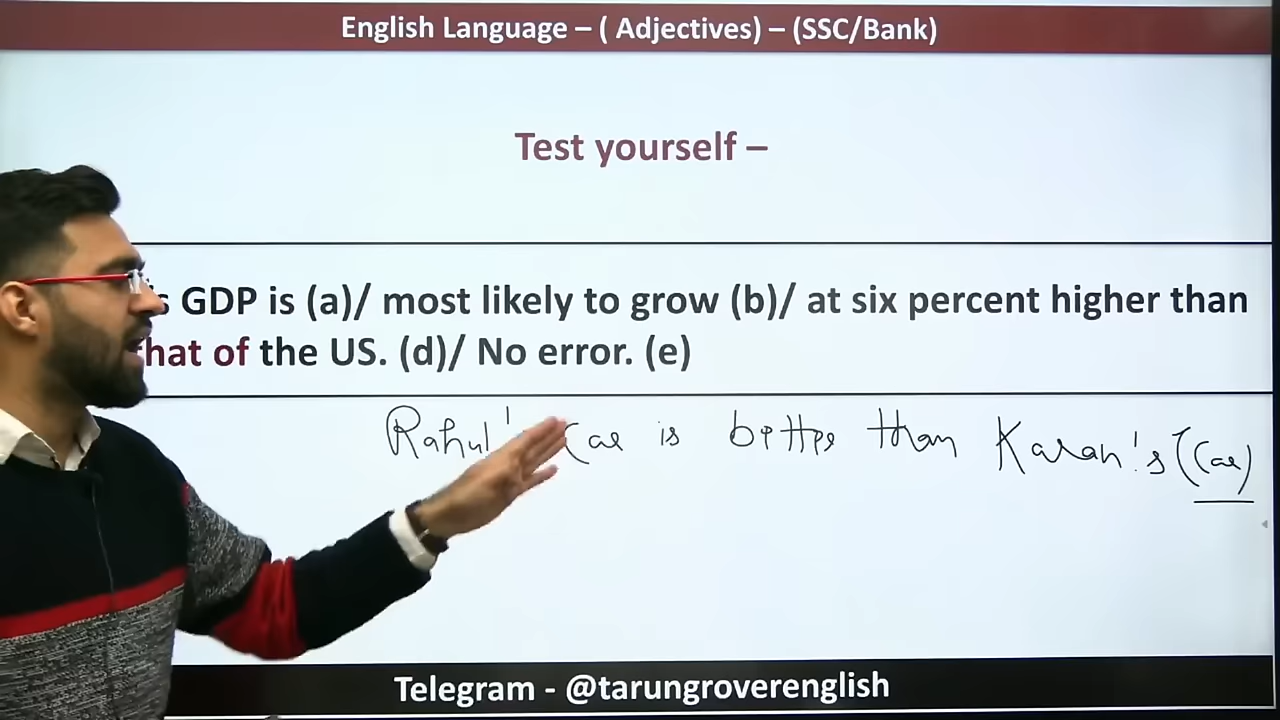 English Language – ( Adjectives) – (SSC/Bank)
Test yourself –
GDP is (a)/ most likely to grow (b)/ at six percent higher than
that of the US. (d)/ No error. (e)
Rahul' Car is better than Karan's (Car)
Telegram - @tarungroverenglish